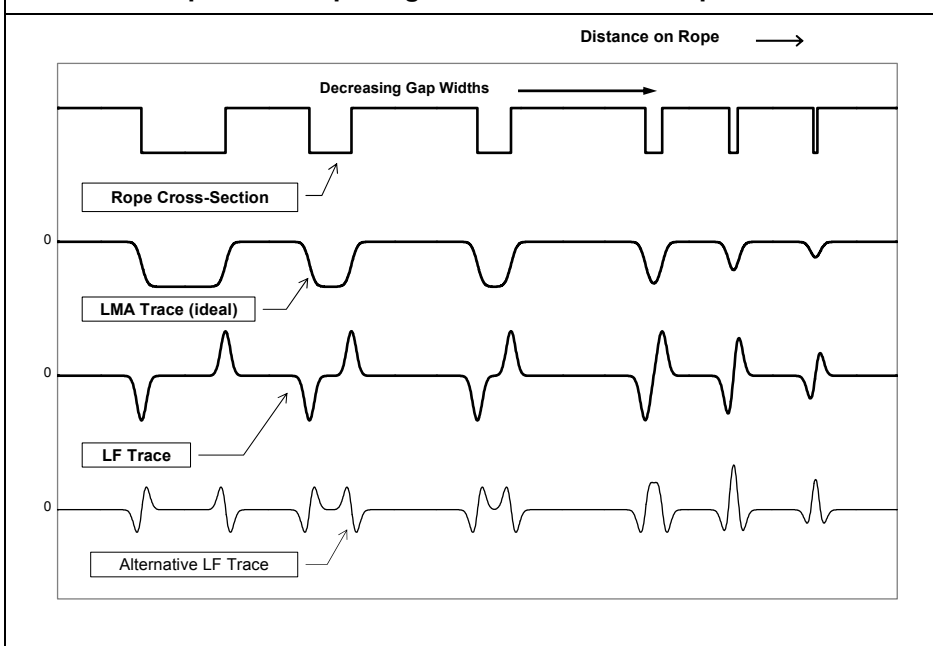 Distance on Rope
Decreasing Gap Widths
Rope Cross-Section
0
LMA Trace (ideal)
0
LF Trace
0
Alternative LF Trace